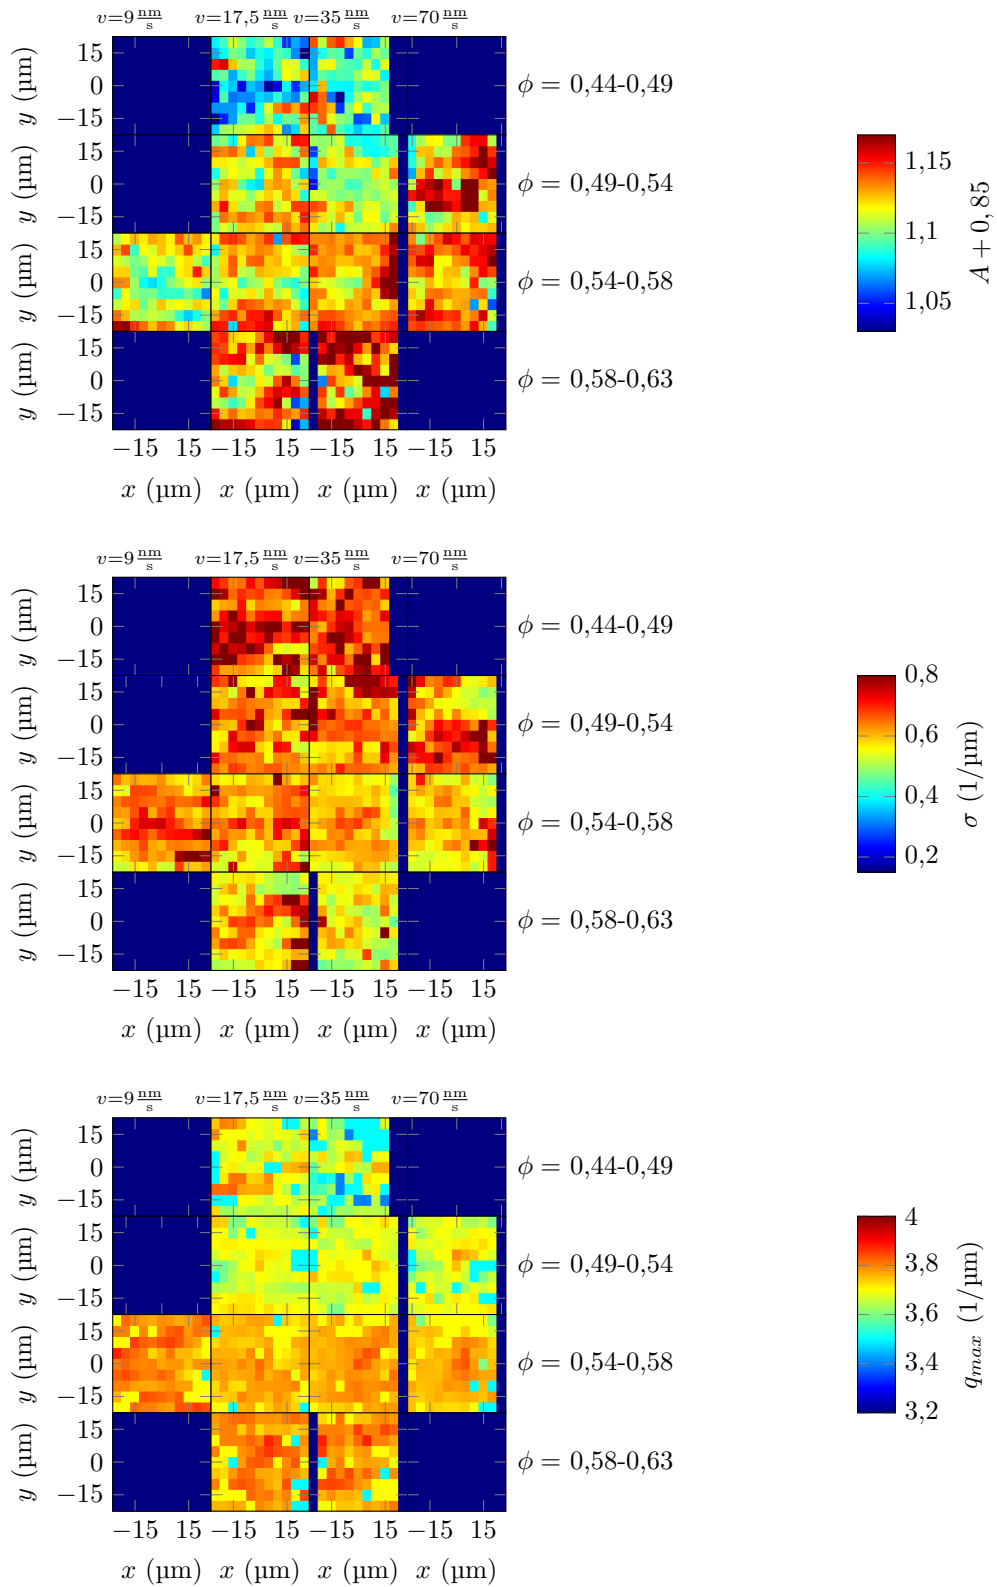 v=9 nm/s v=17,5 nm/s v=35 nm/s v=70 nm/s
15
0
−15
y (µm)
ϕ = 0,44-0,49
15
0
−15
y (µm)
ϕ = 0,49-0,54
15
0
−15
y (µm)
ϕ = 0,54-0,58
15
0
−15
y (µm)
ϕ = 0,58-0,63
−15 15 −15 15 −15 15 −15 15
x (µm) x (µm) x (µm) x (µm)
1,15
1,1
1,05
A + 0,85
v=9 nm/s v=17,5 nm/s v=35 nm/s v=70 nm/s
15
0
−15
y (µm)
ϕ = 0,44-0,49
15
0
−15
y (µm)
ϕ = 0,49-0,54
15
0
−15
y (µm)
ϕ = 0,54-0,58
15
0
−15
y (µm)
ϕ = 0,58-0,63
−15 15 −15 15 −15 15 −15 15
x (µm) x (µm) x (µm) x (µm)
0,8
0,6
0,4
0,2
σ (1/µm)
v=9 nm/s v=17,5 nm/s v=35 nm/s v=70 nm/s
15
0
−15
y (µm)
ϕ = 0,44-0,49
15
0
−15
y (µm)
ϕ = 0,49-0,54
15
0
−15
y (µm)
ϕ = 0,54-0,58
15
0
−15
y (µm)
ϕ = 0,58-0,63
−15 15 −15 15 −15 15 −15 15
x (µm) x (µm) x (µm) x (µm)
4
3,8
3,6
3,4
3,2
q_max (1/µm)